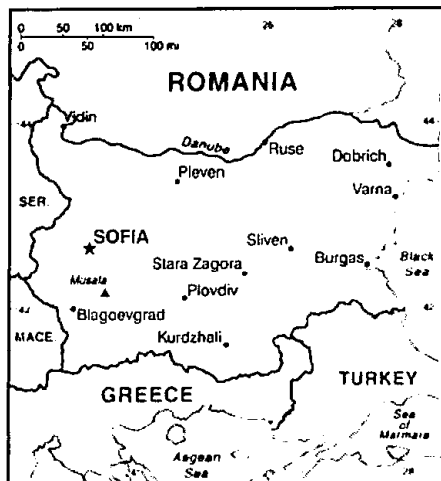 0 50 100 km
0 50 100 mi
26
28
ROMANIA
44
44
Vidin
Danube
Ruse
Dobrich
Pleven
Varna
SER.
SOFIA
Sliven
Stara Zagora
Burgas
Black
Sea
Musala
Plovdiv
42
42
Blagoevgrad
MACE.
Kurdzhali
GREECE
TURKEY
Sea
of
Marmara
Aegean
Sea